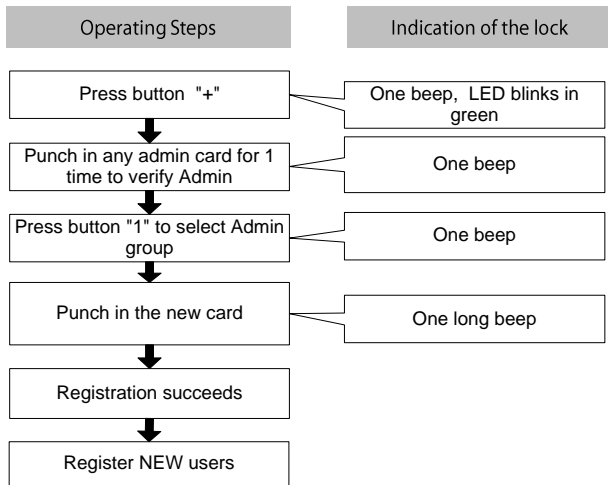 Operating Steps
Indication of the lock
Press button "+"
One beep, LED blinks in
green
Punch in any admin card for 1
time to verify Admin
One beep
Press button "1" to select Admin
group
One beep
Punch in the new card
One long beep
Registration succeeds
Register NEW users